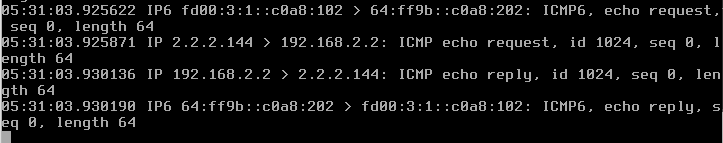 05:31:03.925622 IP6 fd00:3:1::c0a8:102 > 64:ff9b::c0a8:202: ICMP6, echo request,
 seq 0, length 64
05:31:03.925871 IP 2.2.2.144 > 192.168.2.2: ICMP echo request, id 1024, seq 0, l
ength 64
05:31:03.930136 IP 192.168.2.2 > 2.2.2.144: ICMP echo reply, id 1024, seq 0, len
gth 64
05:31:03.930190 IP6 64:ff9b::c0a8:202 > fd00:3:1::c0a8:102: ICMP6, echo reply, s
eq 0, length 64